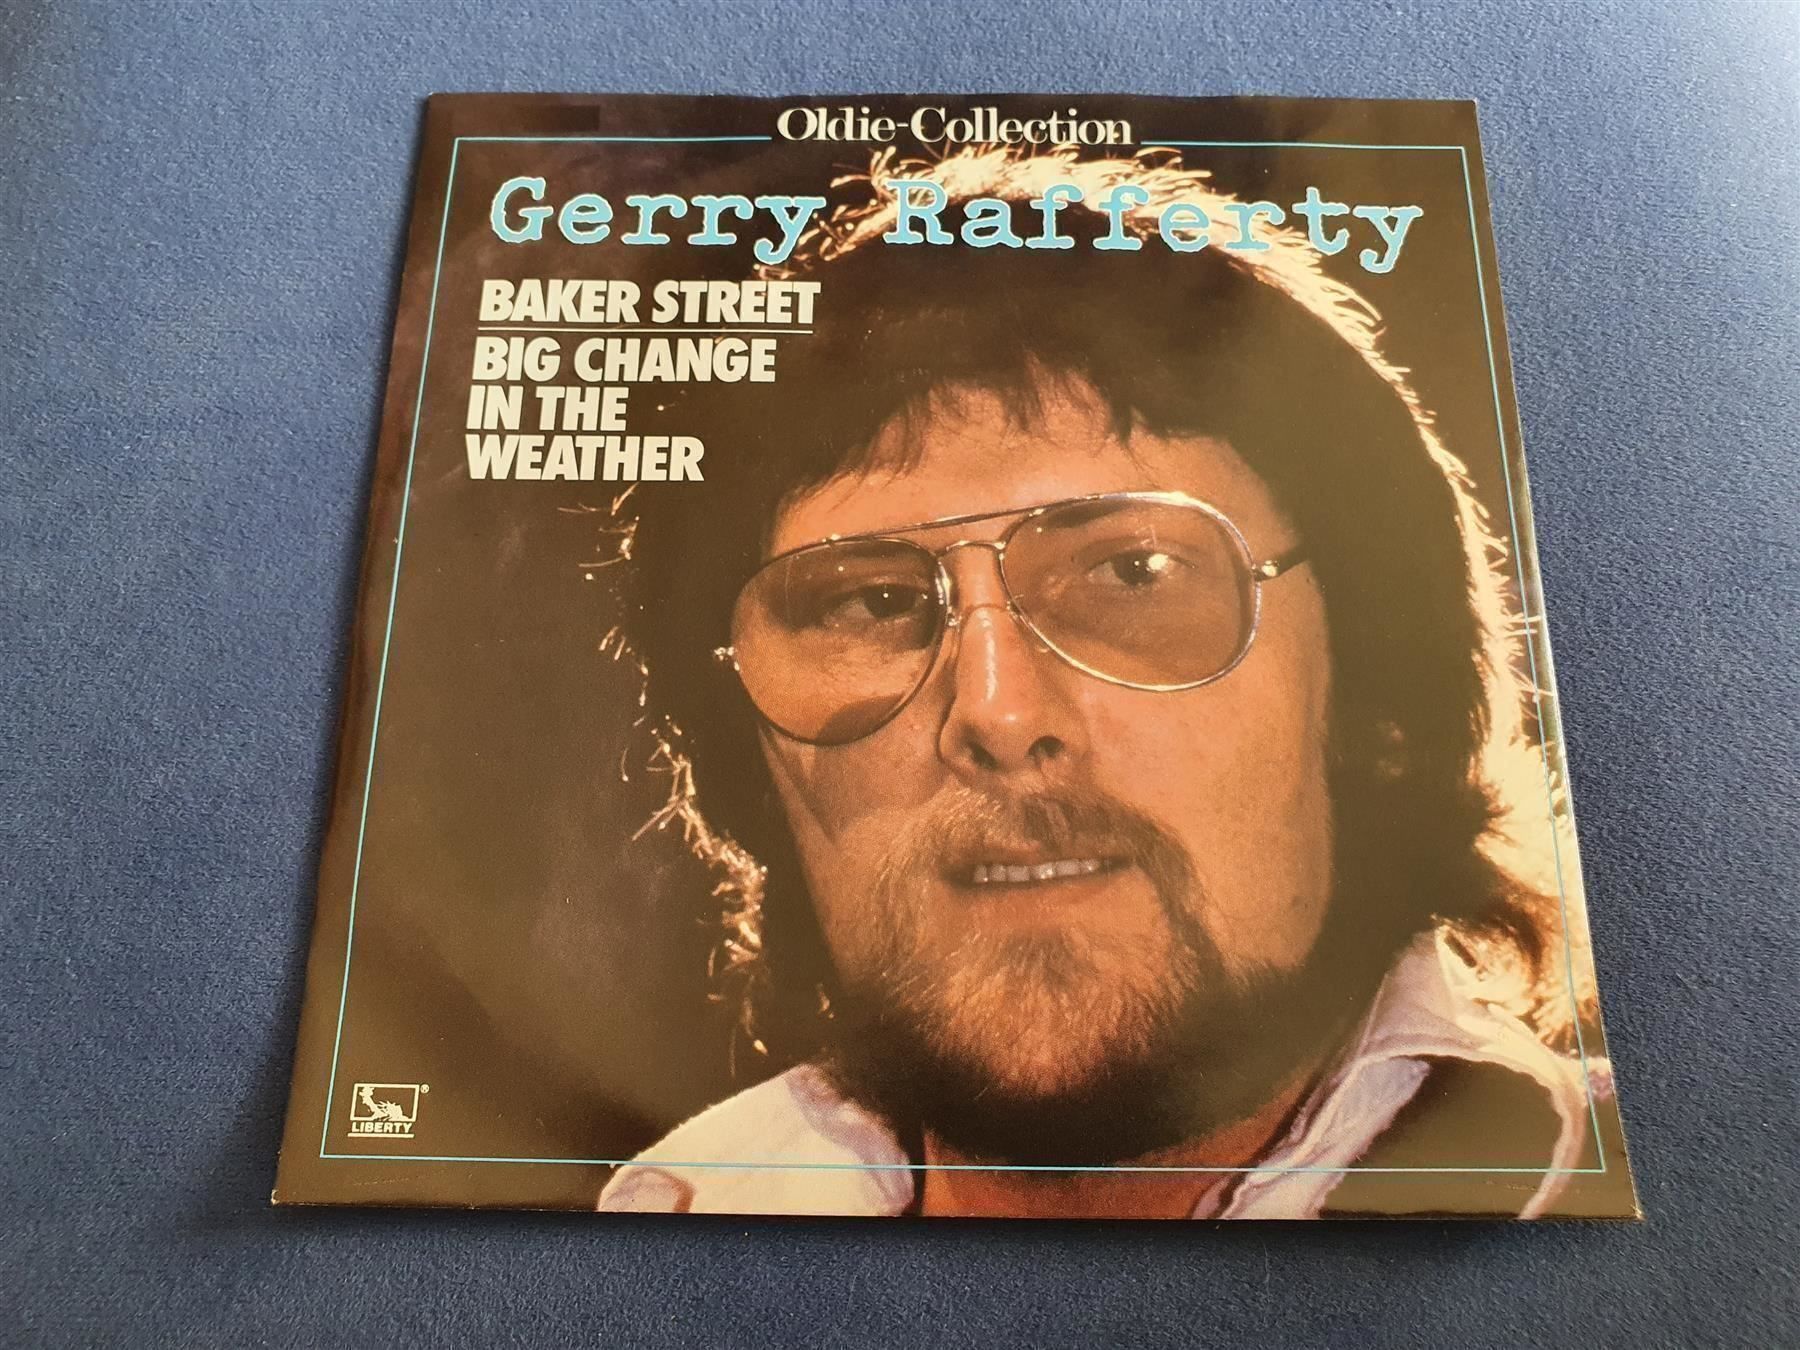 Oldie-Collection
Gerry Rafferty
BAKER STREET
BIG CHANGE
IN THE
WEATHER
®
LIBERTY